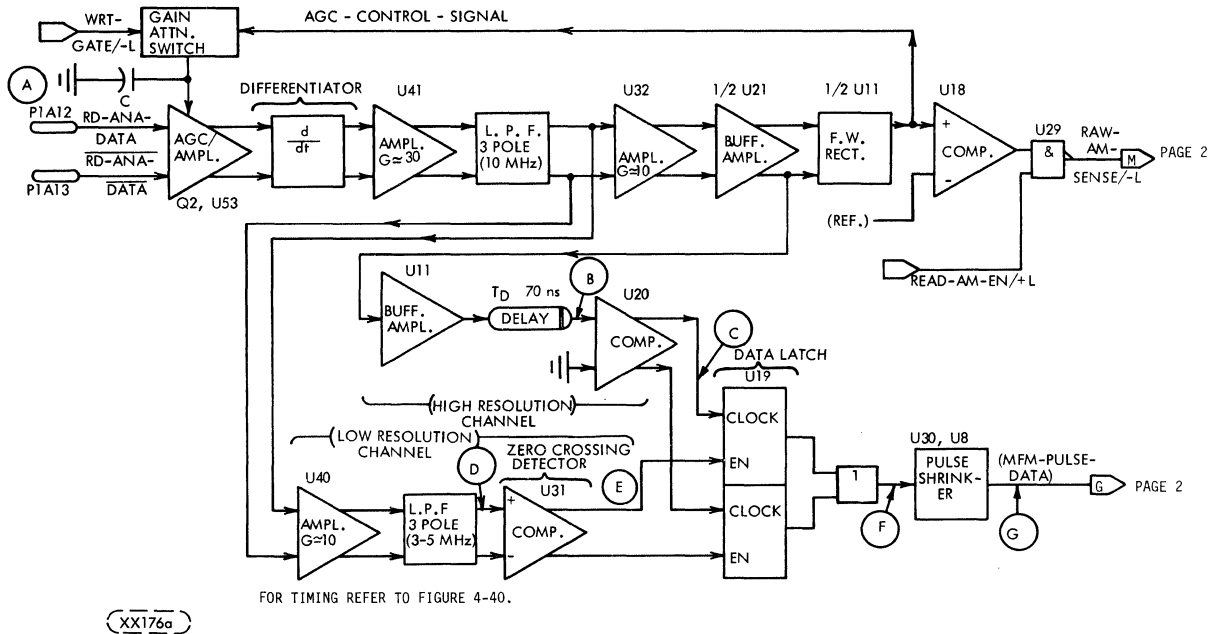 WRT-
GATE/-L
GAIN
ATTN.
SWITCH
AGC - CONTROL - SIGNAL
A
C
P1A12
RD-ANA-
DATA
RD-ANA-
DATA
P1A13
AGC/
AMPL.
Q2, U53
DIFFERENTIATOR
d
dt
U41
AMPL.
G≃30
L. P. F.
3 POLE
(10 MHz)
U32
AMPL.
G≃10
1/2 U21
BUFF.
AMPL.
1/2 U11
F.W.
RECT.
U18
+
COMP.
-
(REF.)
U29
&
RAW-
AM-
SENSE/-L
M
PAGE 2
READ-AM-EN/+L
U11
BUFF.
AMPL.
TD 70 ns
DELAY
B
U20
COMP.
C
DATA LATCH
U19
CLOCK
EN
CLOCK
EN
(HIGH RESOLUTION)
CHANNEL
(LOW RESOLUTION)
CHANNEL
ZERO CROSSING
DETECTOR
D
U31
E
U40
AMPL.
G≃10
L.P.F
3 POLE
(3-5 MHz)
+
COMP.
-
1
F
U30, U8
PULSE
SHRINK-
ER
(MFM-PULSE-
DATA)
G
G
PAGE 2
FOR TIMING REFER TO FIGURE 4-40.
XX176a